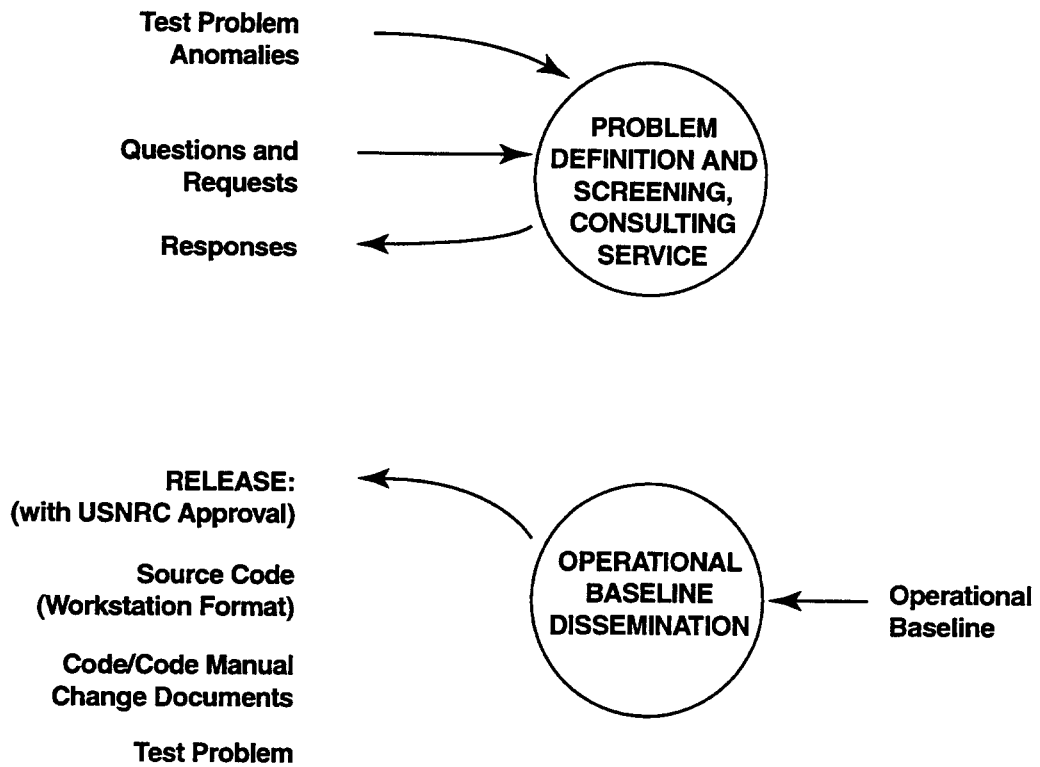 Test Problem
Anomalies
Questions and
Requests
Responses
PROBLEM
DEFINITION AND
SCREENING,
CONSULTING
SERVICE
RELEASE:
(with USNRC Approval)
Source Code
(Workstation Format)
Code/Code Manual
Change Documents
Test Problem
OPERATIONAL
BASELINE
DISSEMINATION
Operational
Baseline